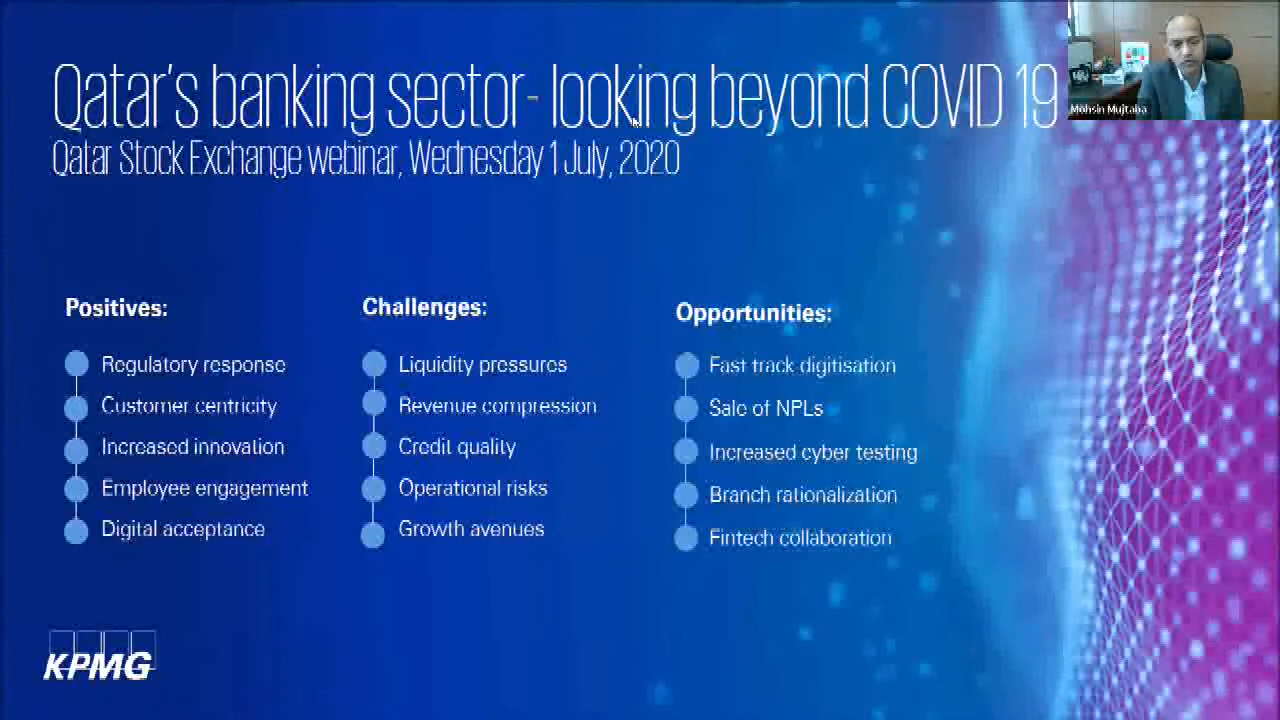 Qatar's banking sector- looking beyond COVID 19
Qatar Stock Exchange webinar, Wednesday 1 July, 2020
Mohsin Mujtaba
Positives:
Regulatory response
Customer centricity
Increased innovation
Employee engagement
Digital acceptance
Challenges:
Liquidity pressures
Revenue compression
Credit quality
Operational risks
Growth avenues
Opportunities:
Fast track digitisation
Sale of NPLs
Increased cyber testing
Branch rationalization
Fintech collaboration
KPMG